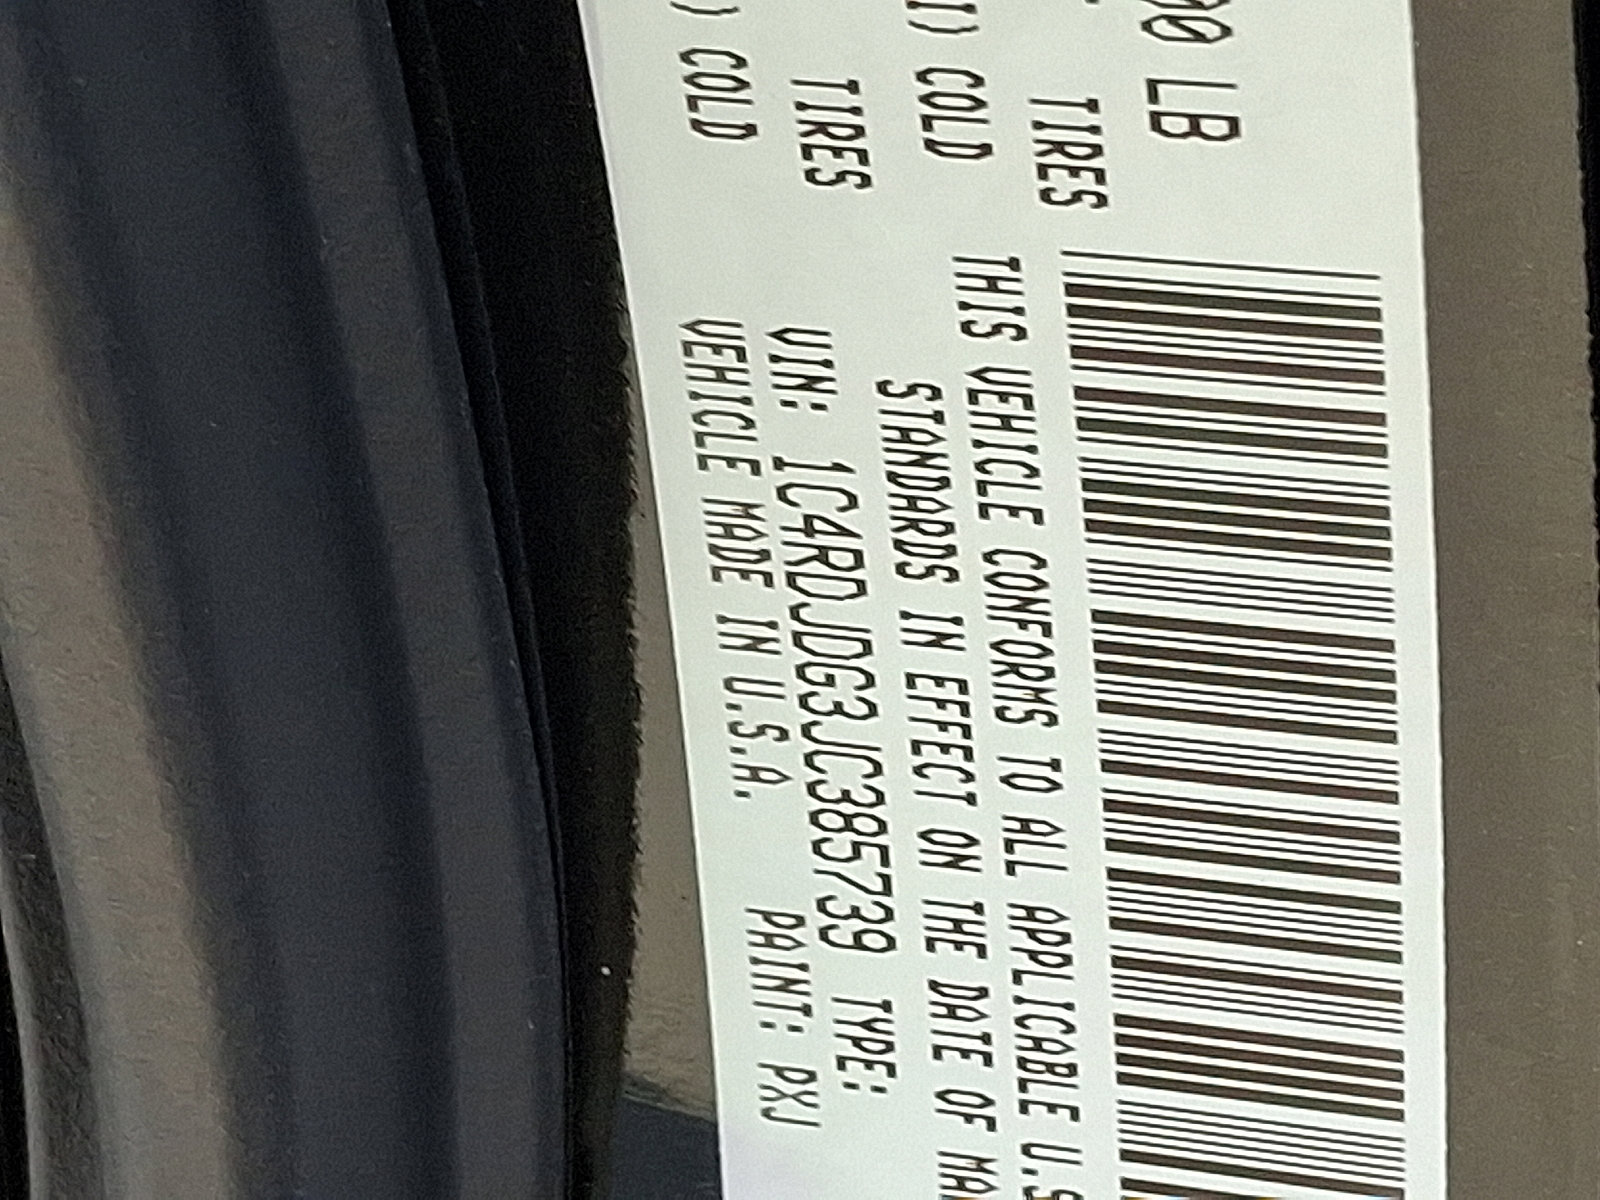 00 LB
TIRES
I) COLD
TIRES
) COLD
THIS VEHICLE CONFORMS TO ALL APPLICABLE U.S
STANDARDS IN EFFECT ON THE DATE OF MA
VIN: 1C4RDJDG3JC385739 TYPE:
VEHICLE MADE IN U.S.A. PAINT: PXJ